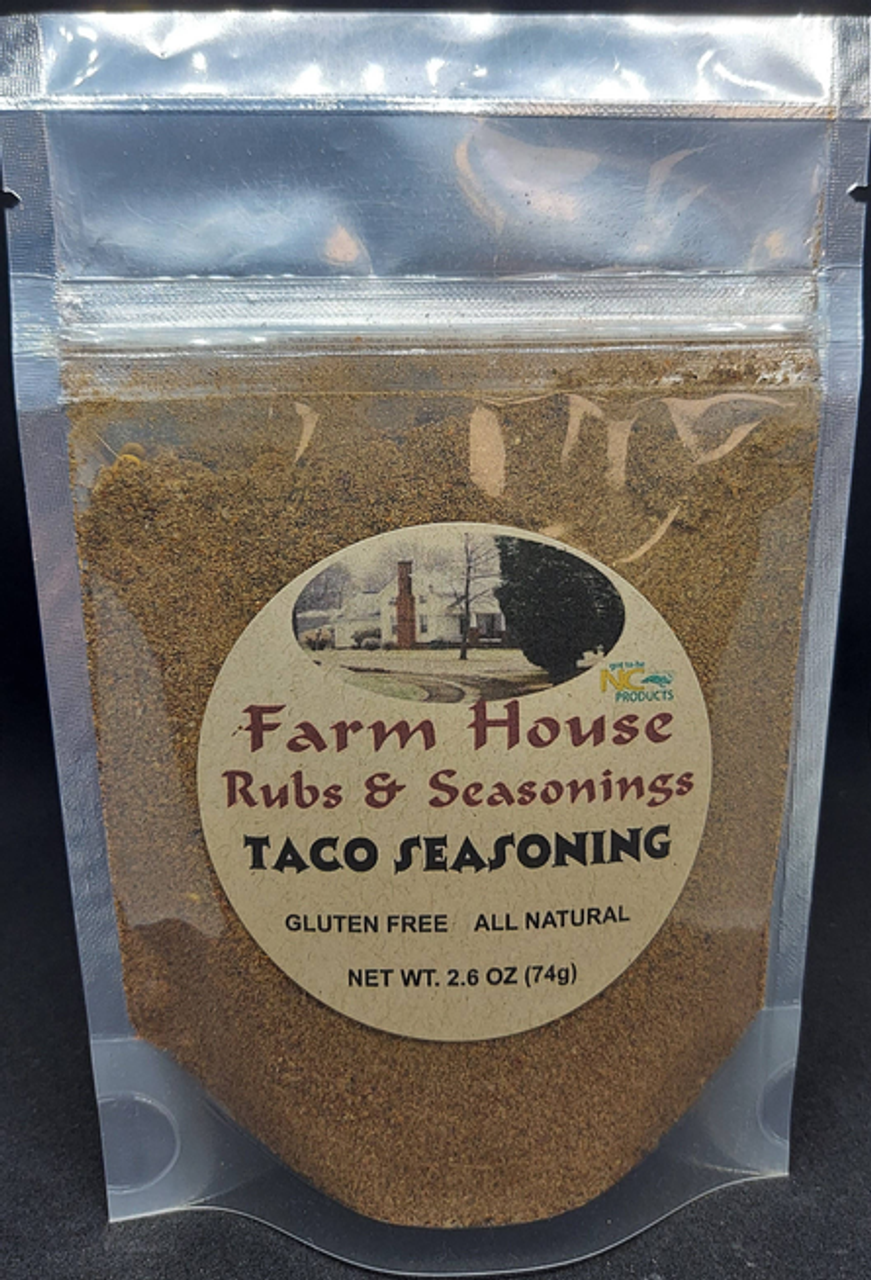 got to be
NC
PRODUCTS
Farm House
Rubs & Seasonings
TACO SEASONING
GLUTEN FREE ALL NATURAL
NET WT. 2.6 OZ (74g)